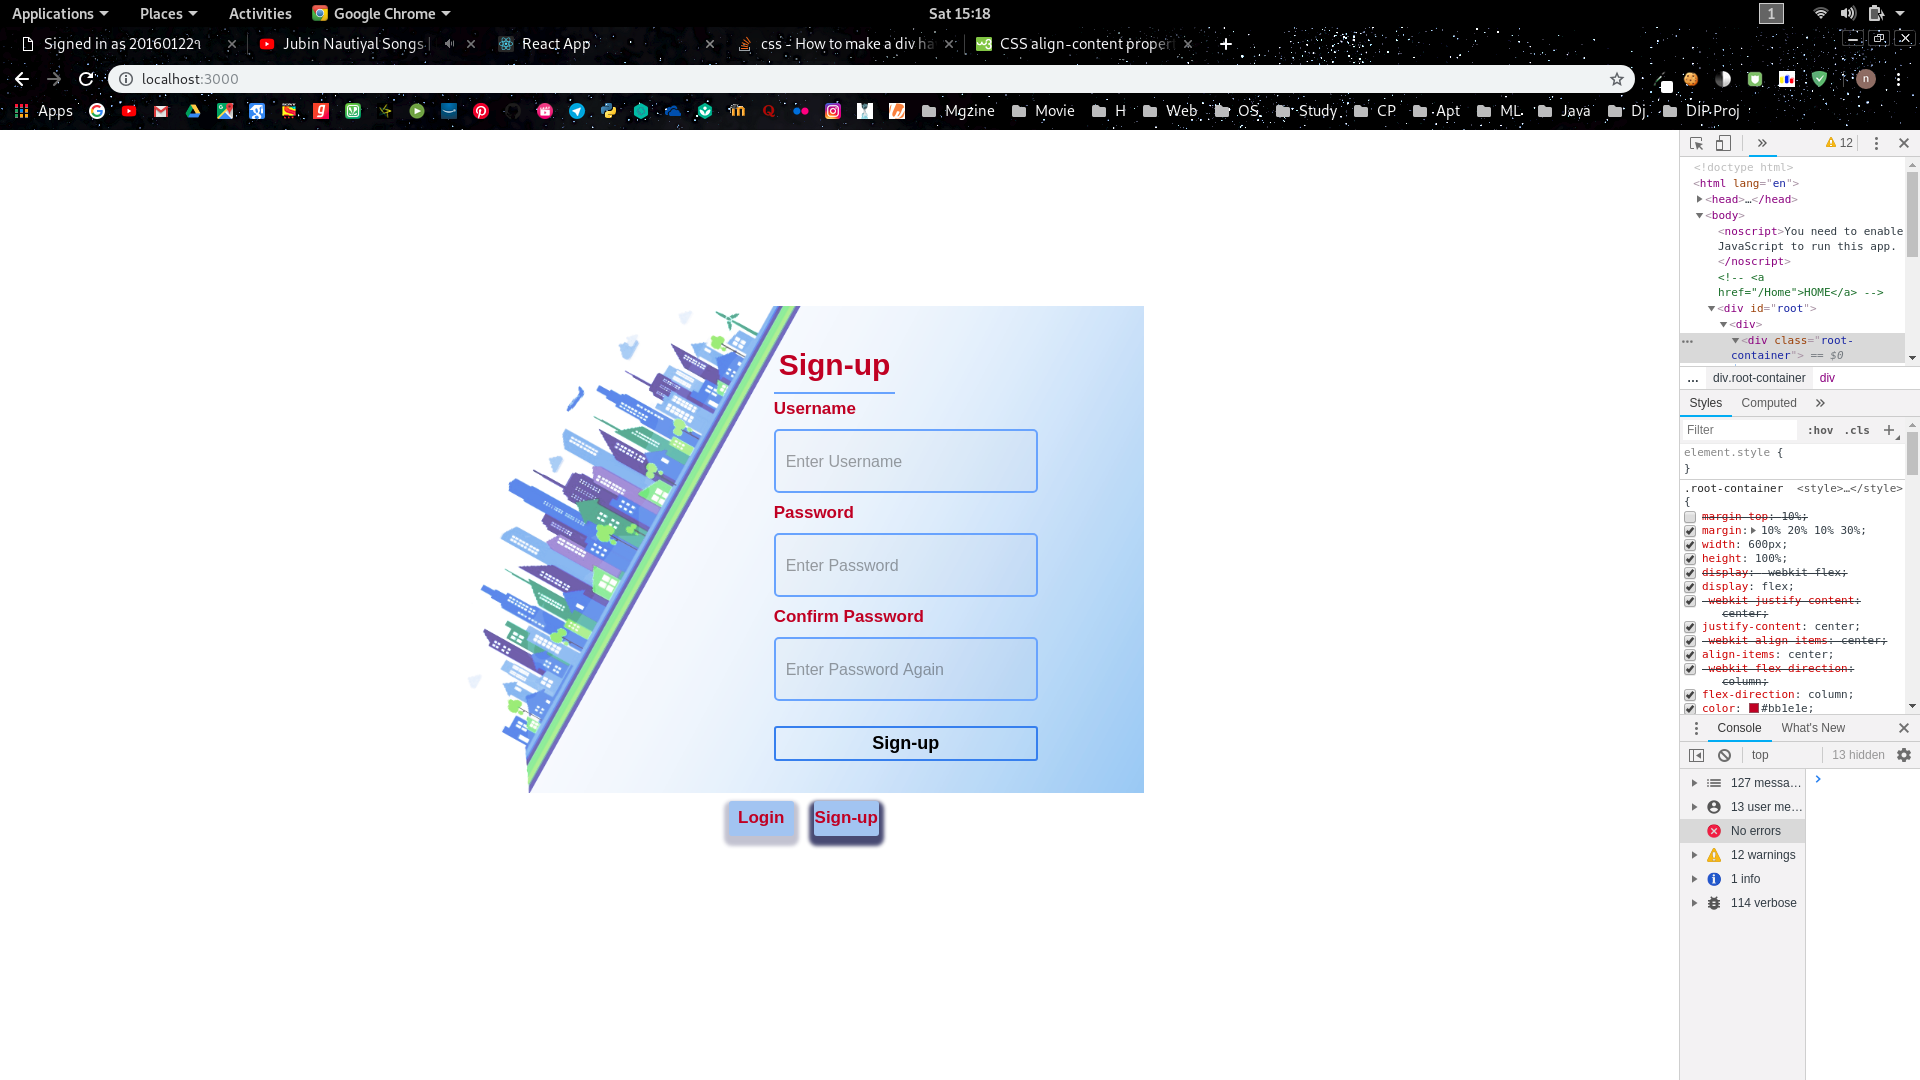 Applications Places Activities Google Chrome Sat 15:18 1
Signed in as 201601229 Jubin Nautiyal Songs React App css - How to make a div ha CSS align-content proper
localhost:3000 n
Apps Mgzine Movie H Web OS Study CP Apt ML Java Dj DIP Proj
12
<!doctype html>
<html lang="en">
<head>…</head>
<body>
<noscript>You need to enable
JavaScript to run this app.
</noscript>
<!-- <a
href="/Home">HOME</a> -->
<div id="root">
<div>
<div class="root-
container"> == $0
… div.root-container div
Styles Computed
Filter :hov .cls
element.style {
}
.root-container <style>…</style>
{
margin-top: 10%;
margin: 10% 20% 10% 30%;
width: 600px;
height: 100%;
display: -webkit-flex;
display: flex;
-webkit-justify-content:
center;
justify-content: center;
-webkit-align-items: center;
align-items: center;
-webkit-flex-direction:
column;
flex-direction: column;
color: #bb1e1e;
Console What's New
top 13 hidden
127 messa…
13 user me…
No errors
12 warnings
1 info
114 verbose
Sign-up
Username
Enter Username
Password
Enter Password
Confirm Password
Enter Password Again
Sign-up
Login Sign-up